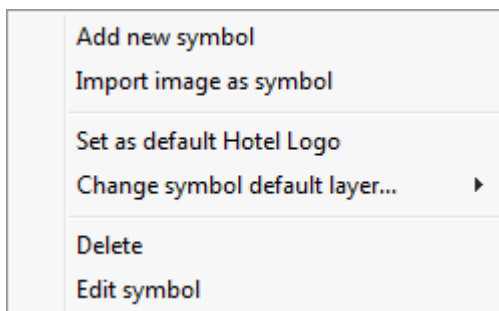 Add new symbol
Import image as symbol
Set as default Hotel Logo
Change symbol default layer...
Delete
Edit symbol